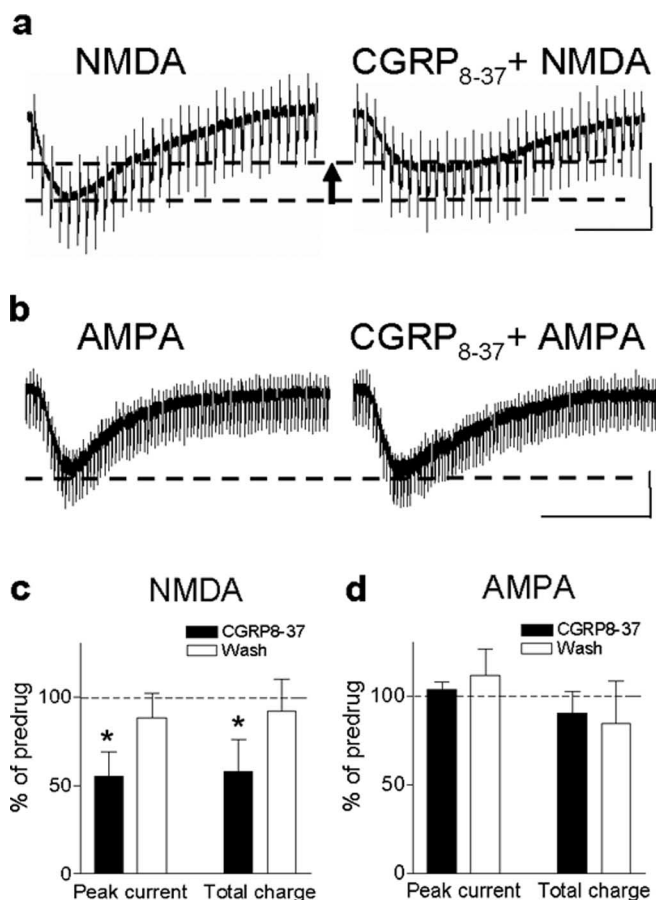 a
NMDA CGRP8-37+ NMDA
b
AMPA CGRP8-37+ AMPA
c NMDA
CGRP8-37
Wash
% of predrug
100
50
0
*
*
Peak current Total charge
d AMPA
CGRP8-37
Wash
% of predrug
100
50
0
Peak current Total charge